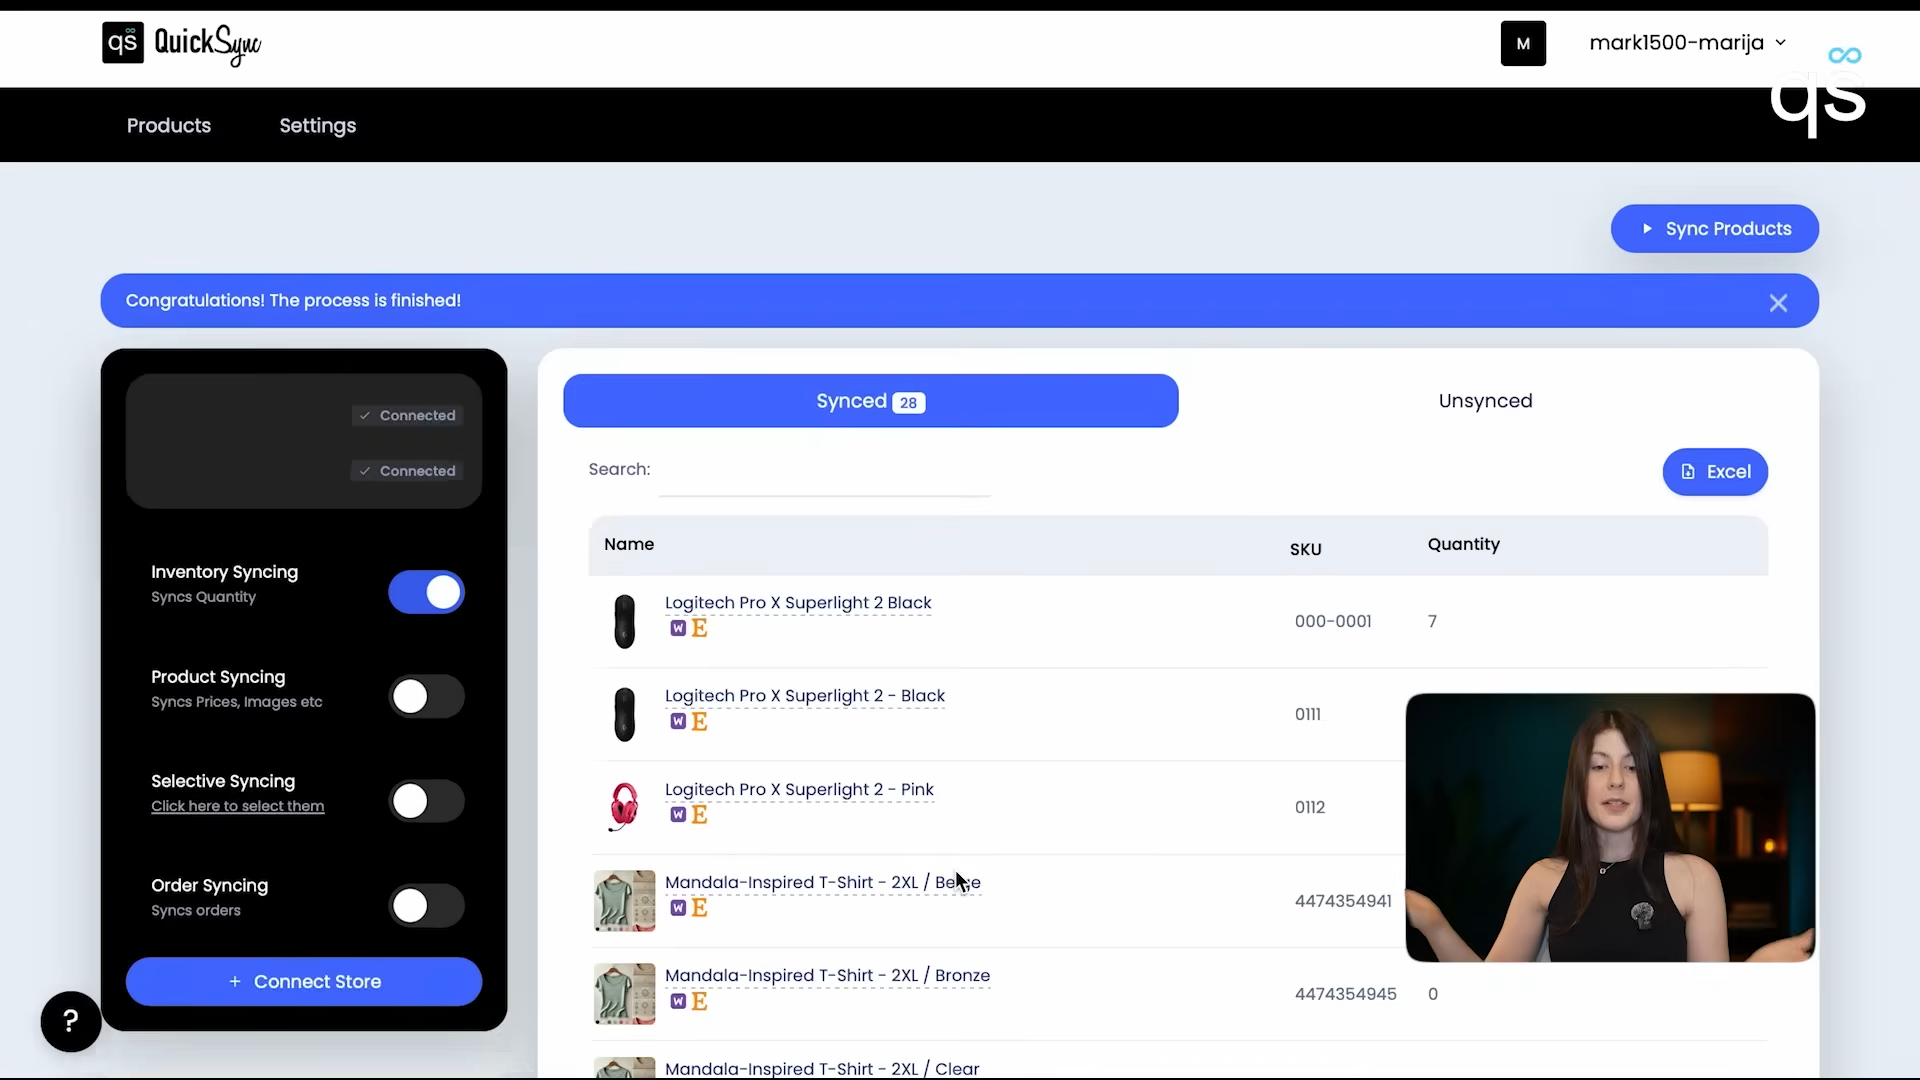 qs QuickSync
M
mark1500-marija
qs
Products
Settings
Sync Products
Congratulations! The process is finished!
Connected
Connected
Inventory Syncing
Syncs Quantity
Product Syncing
Syncs Prices, Images etc
Selective Syncing
Click here to select them
Order Syncing
Syncs orders
+ Connect Store
?
Synced 28
Unsynced
Search:
Excel
Name
SKU
Quantity
Logitech Pro X Superlight 2 Black
W E
000-0001
7
Logitech Pro X Superlight 2 - Black
W E
0111
Logitech Pro X Superlight 2 - Pink
W E
0112
Mandala-Inspired T-Shirt - 2XL /
W E
4474354941
Mandala-Inspired T-Shirt - 2XL / Bronze
W E
4474354945
0
Mandala-Inspired T-Shirt - 2XL / Clear